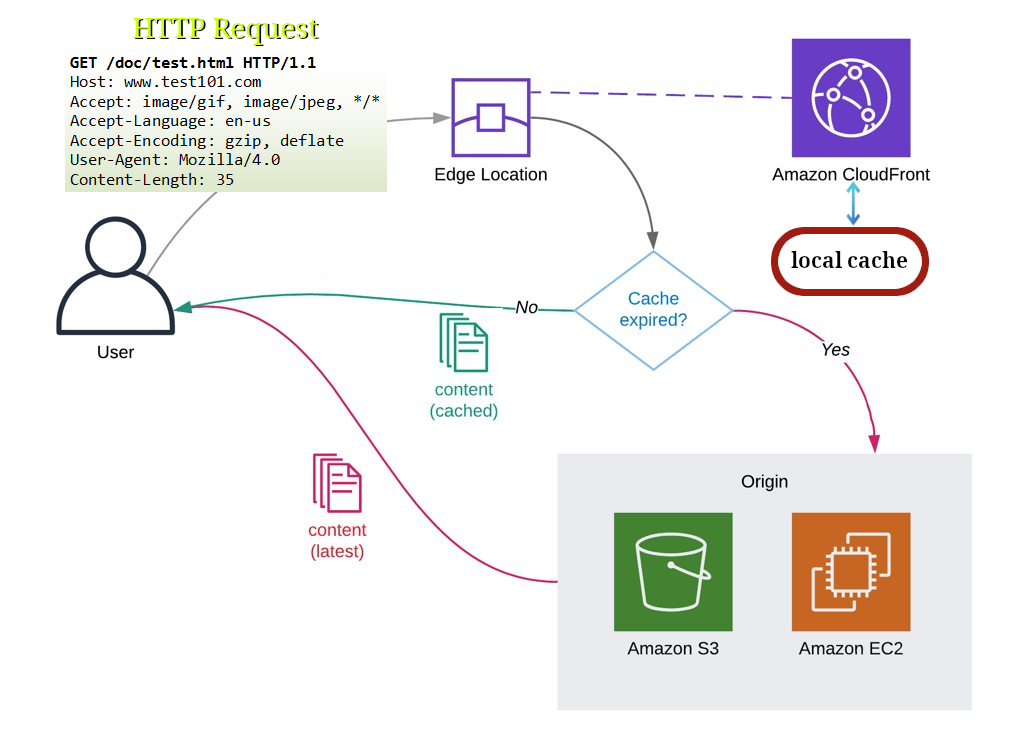 HTTP Request
GET /doc/test.html HTTP/1.1
Host: www.test101.com
Accept: image/gif, image/jpeg, */*
Accept-Language: en-us
Accept-Encoding: gzip, deflate
User-Agent: Mozilla/4.0
Content-Length: 35
Edge Location
Amazon CloudFront
local cache
Cache
expired?
No
Yes
User
content
(cached)
content
(latest)
Origin
Amazon S3
Amazon EC2